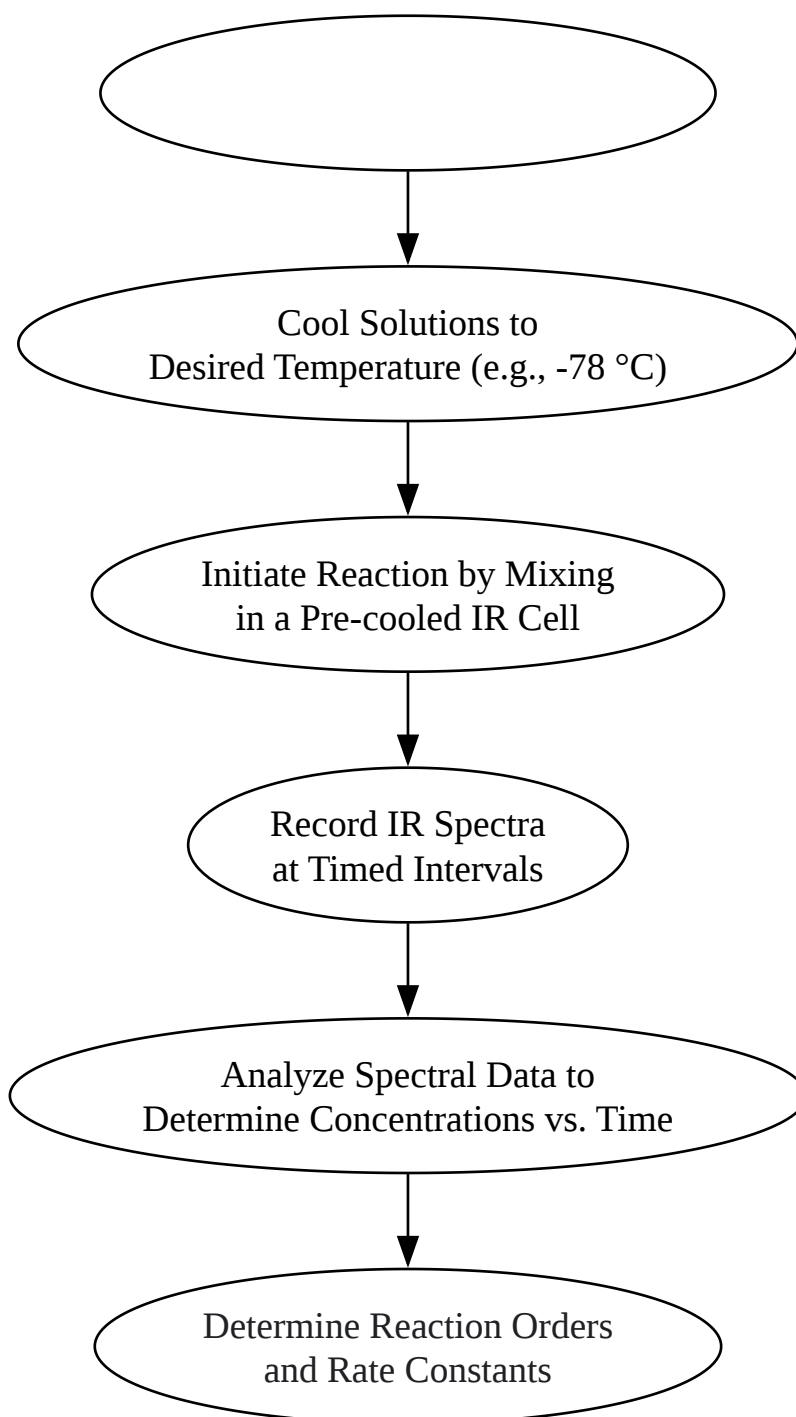 Cool Solutions to
Desired Temperature (e.g., -78 °C)
Initiate Reaction by Mixing
in a Pre-cooled IR Cell
Record IR Spectra
at Timed Intervals
Analyze Spectral Data to
Determine Concentrations vs. Time
Determine Reaction Orders
and Rate Constants